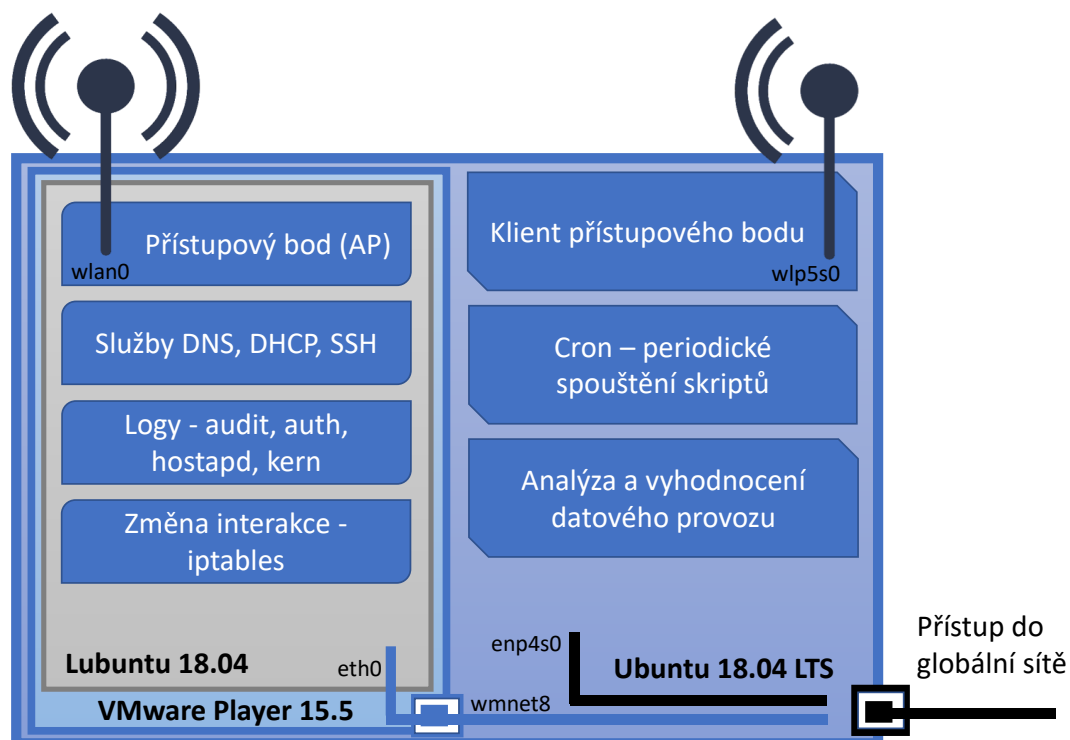 Přístupový bod (AP)
wlan0
Služby DNS, DHCP, SSH
Logy - audit, auth,
hostapd, kern
Změna interakce -
iptables
Lubuntu 18.04
eth0
VMware Player 15.5
Klient přístupového bodu
wlp5s0
Cron – periodické
spouštění skriptů
Analýza a vyhodnocení
datového provozu
enp4s0
Ubuntu 18.04 LTS
wmnet8
Přístup do
globální sítě